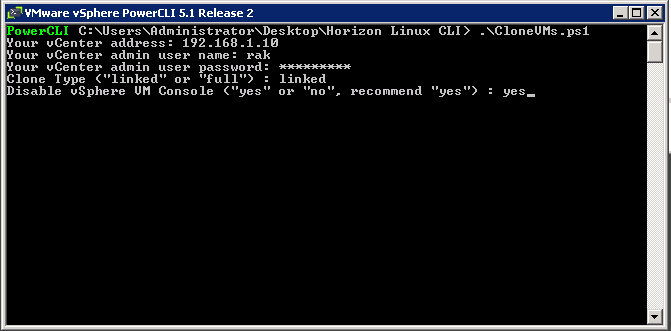 VMware vSphere PowerCLI 5.1 Release 2
PowerCLI C:\Users\Administrator\Desktop\Horizon Linux CLI> .\CloneVMs.ps1
Your vCenter address: 192.168.1.10
Your vCenter admin user name: rak
Your vCenter admin user password: *********
Clone Type ("linked" or "full") : linked
Disable vSphere VM Console ("yes" or "no", recommend "yes") : yes_